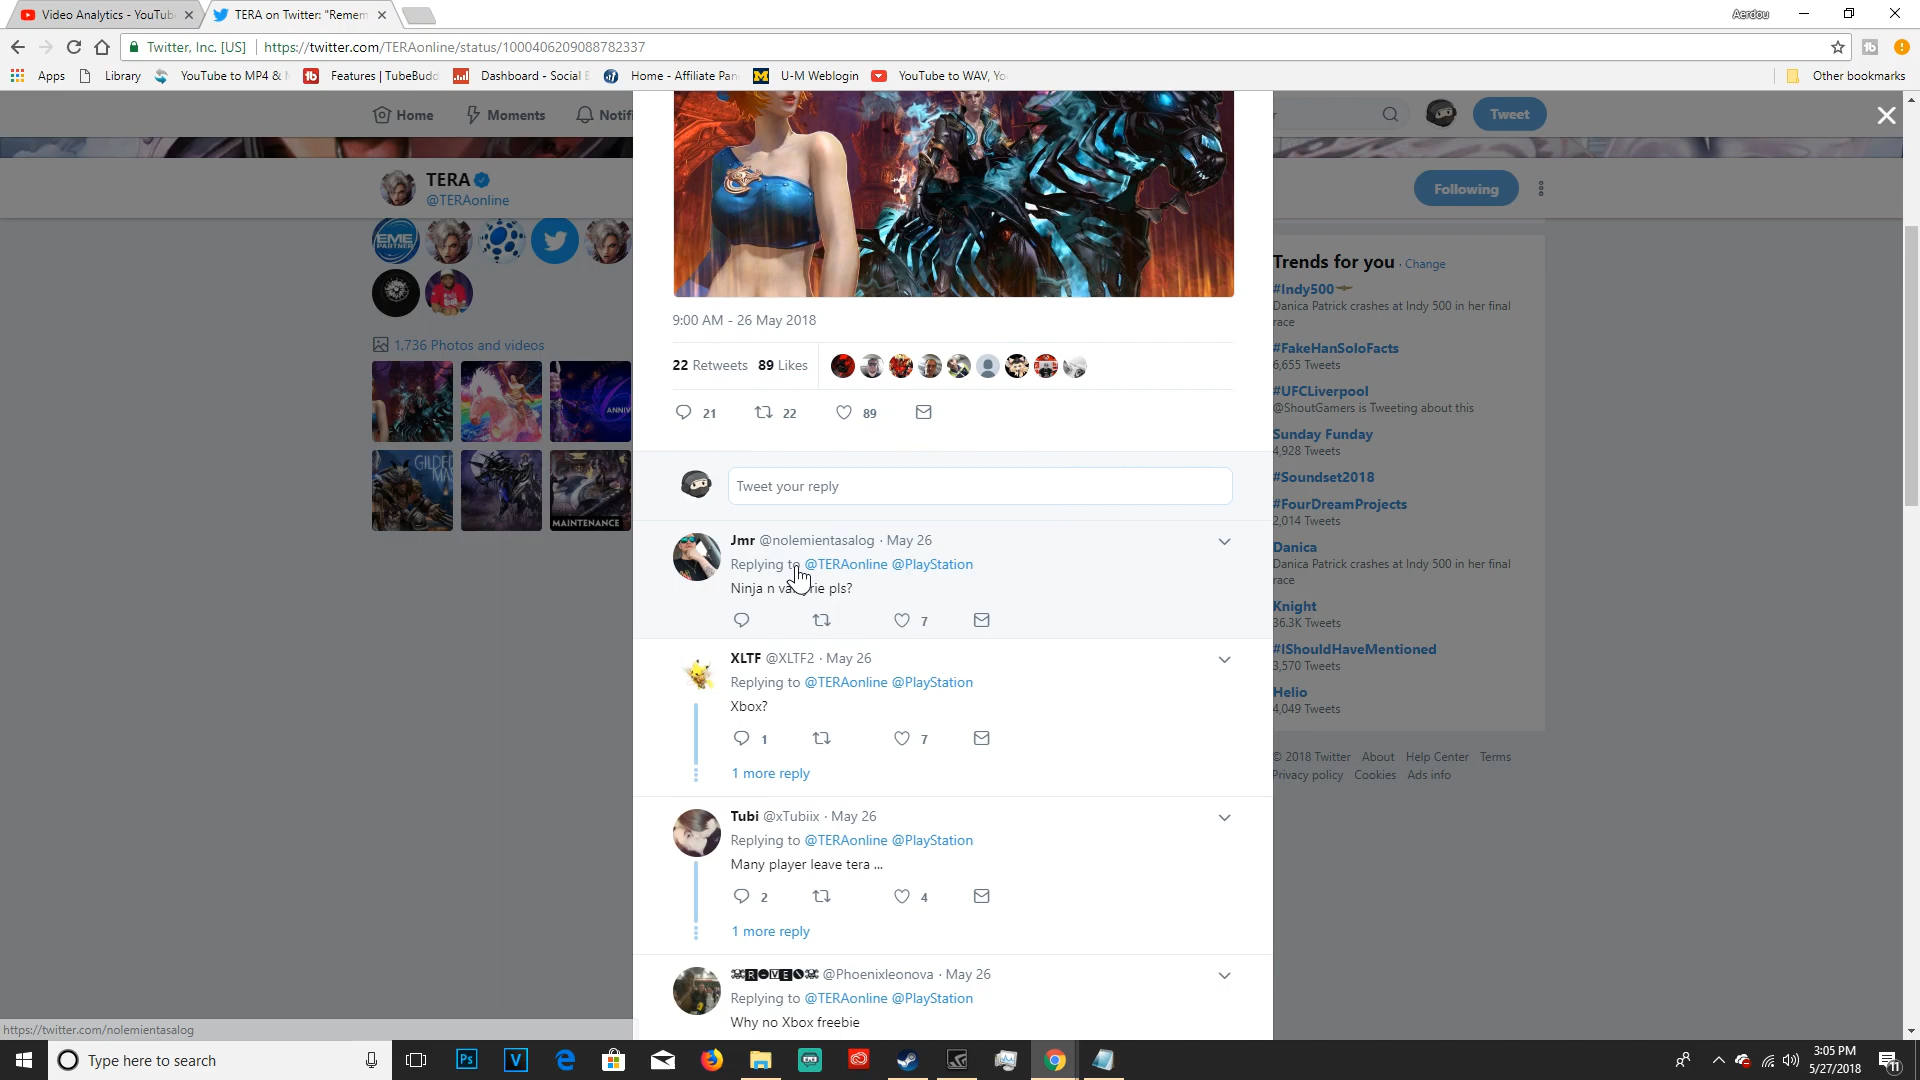 Video Analytics - YouTub
TERA on Twitter: "Remem
Aerdou
Twitter, Inc. [US]
https://twitter.com/TERAonline/status/1000406209088782337
Apps
Library
YouTube to MP4 &
Features | TubeBudd
Dashboard - Social
Home - Affiliate Pan
U-M Weblogin
YouTube to WAV, Yo
Other bookmarks
Home
Moments
Notifi
Tweet
TERA
@TERAonline
Following
EME
PARTNER
1,736 Photos and videos
ANNIV
GILDED
MAINTENANCE
9:00 AM - 26 May 2018
22 Retweets 89 Likes
21 22 89
Tweet your reply
Jmr @nolemientasalog · May 26
Replying to @TERAonline @PlayStation
Ninja n pls?
7
XLTF @XLTF2 · May 26
Replying to @TERAonline @PlayStation
Xbox?
1 7
1 more reply
Tubi @xTubiix · May 26
Replying to @TERAonline @PlayStation
Many player leave tera ...
2 4
1 more reply
@Phoenixleonova · May 26
Replying to @TERAonline @PlayStation
Why no Xbox freebie
Trends for you · Change
#Indy500
Danica Patrick crashes at Indy 500 in her final
race
#FakeHanSoloFacts
6,655 Tweets
#UFCLiverpool
@ShoutGamers is Tweeting about this
Sunday Funday
4,928 Tweets
#Soundset2018
#FourDreamProjects
2,014 Tweets
Danica
Danica Patrick crashes at Indy 500 in her final
race
Knight
36.3K Tweets
#IShouldHaveMentioned
3,570 Tweets
Helio
4,049 Tweets
© 2018 Twitter About Help Center Terms
Privacy policy Cookies Ads info
https://twitter.com/nolemientasalog
Type here to search
Ps
V
3:05 PM
5/27/2018
11